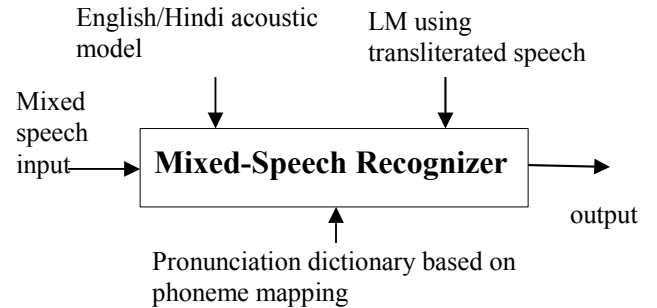 English/Hindi acoustic
model
LM using
transliterated speech
Mixed
speech
input
Mixed-Speech Recognizer
output
Pronunciation dictionary based on
phoneme mapping